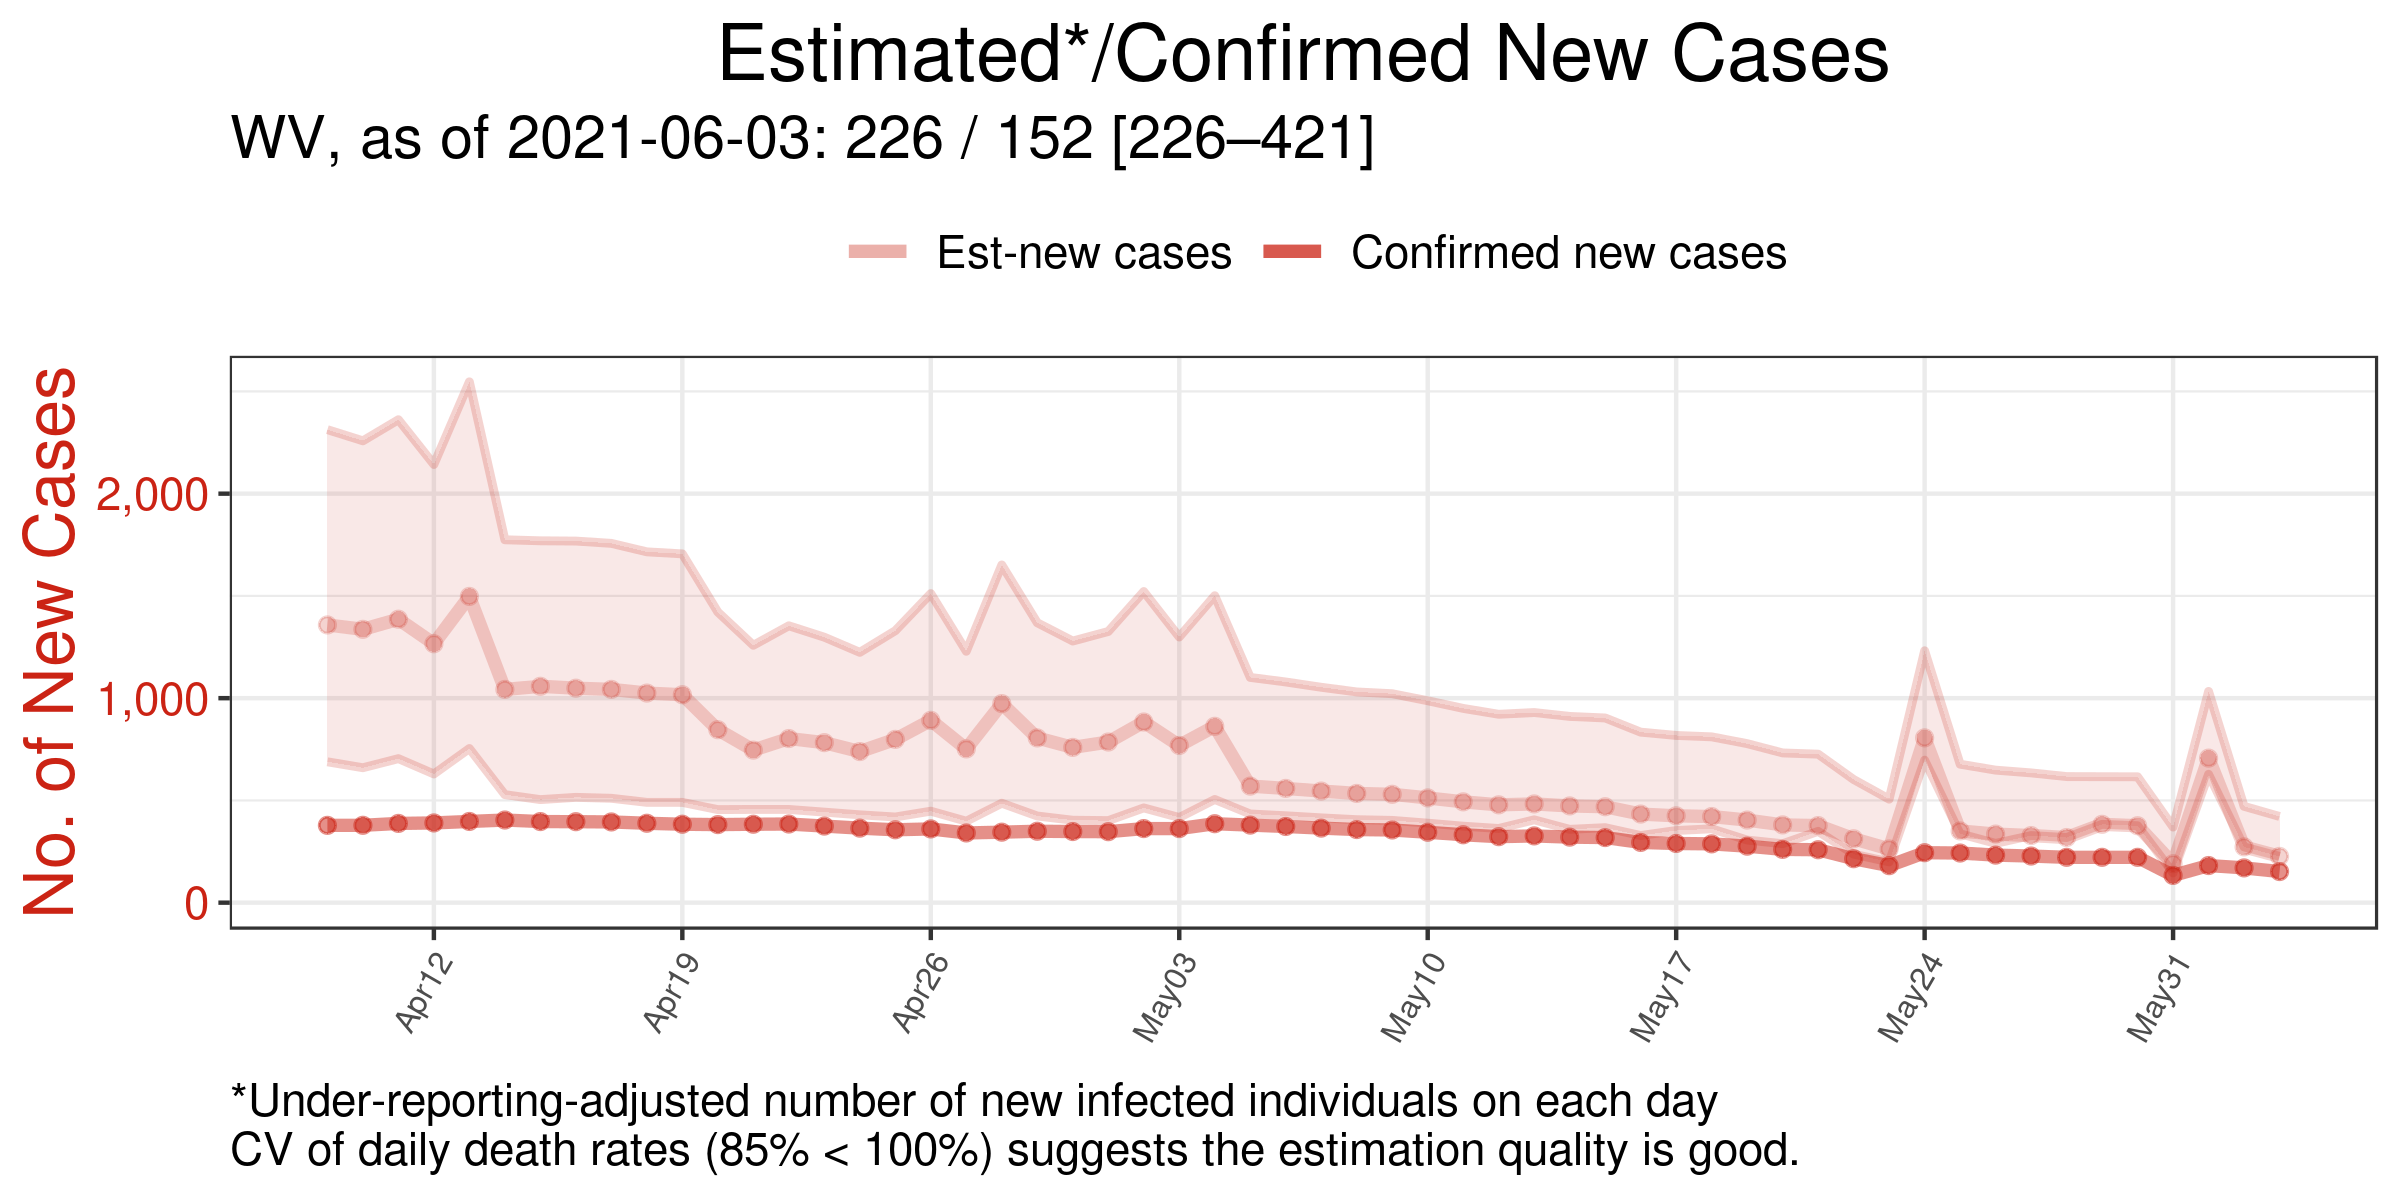 Estimated*/Confirmed New Cases
WV, as of 2021-06-03: 226 / 152 [226–421]
Est-new cases
Confirmed new cases
No. of New Cases
2,000
1,000
0
Apr12
Apr19
Apr26
May03
May10
May17
May24
May31
*Under-reporting-adjusted number of new infected individuals on each day
CV of daily death rates (85% < 100%) suggests the estimation quality is good.